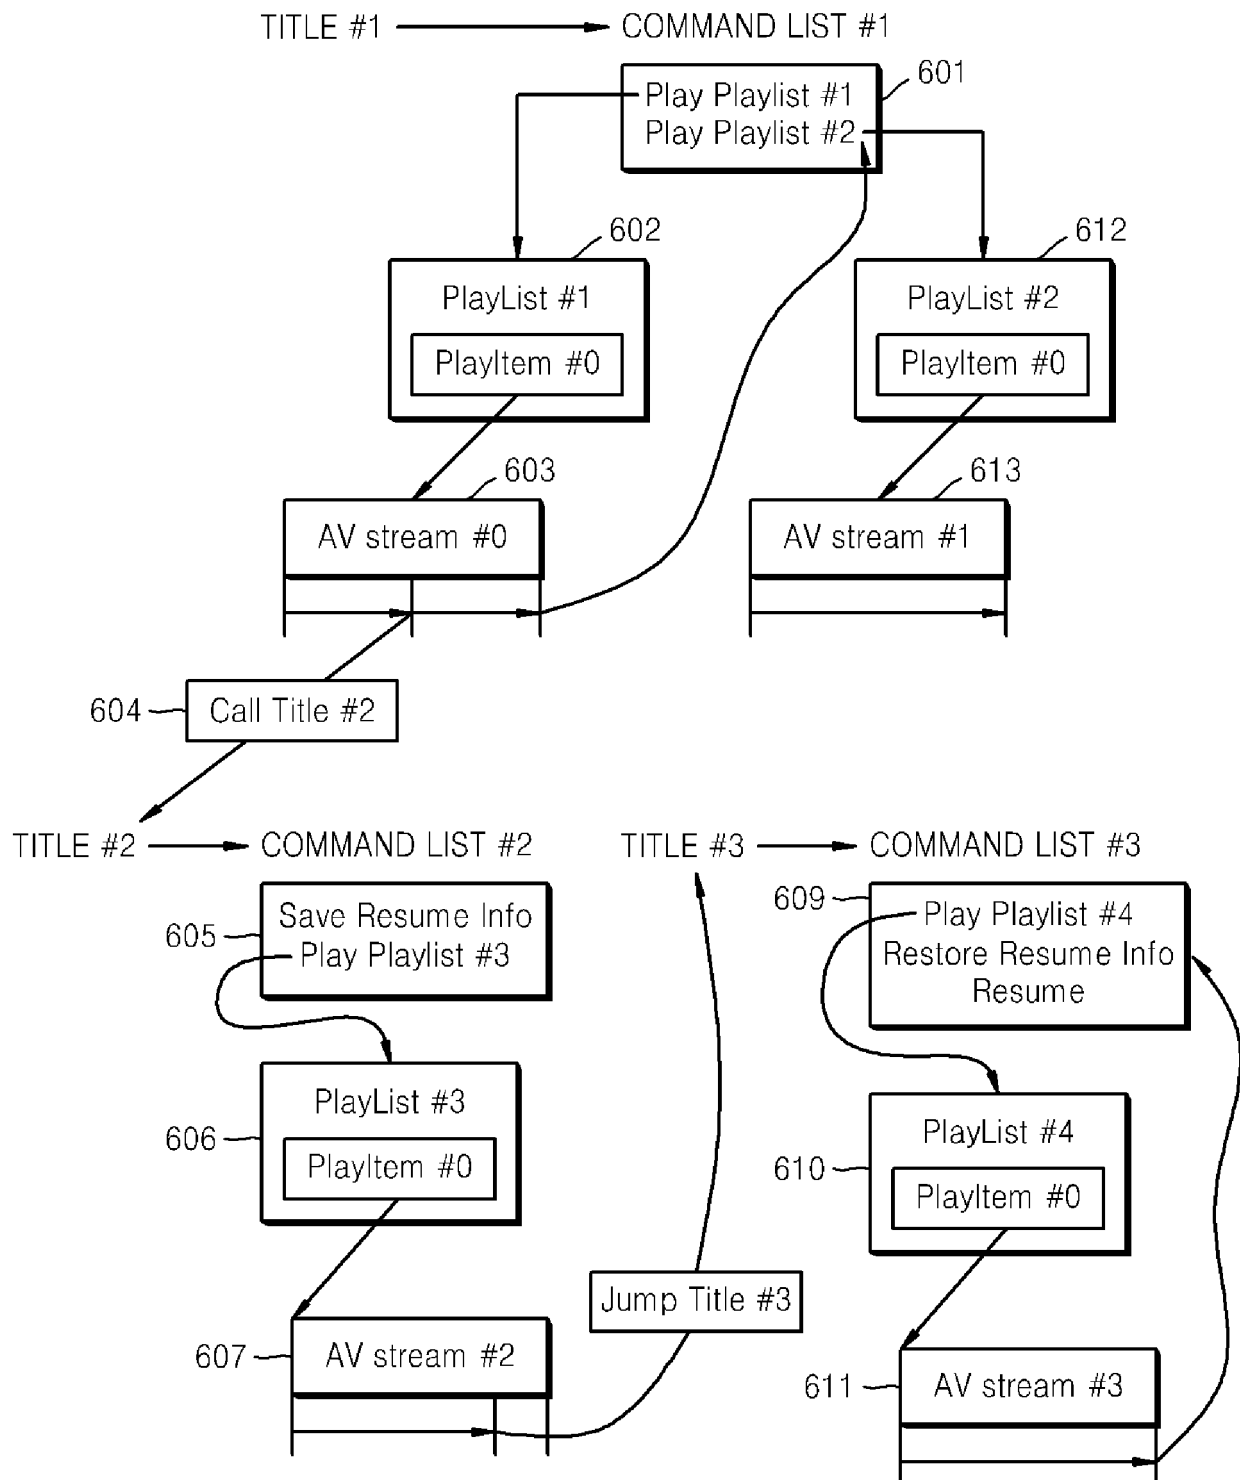 TITLE #1 COMMAND LIST #1
601
Play Playlist #1
Play Playlist #2
602
612
PlayList #1
PlayItem #0
PlayList #2
PlayItem #0
603
613
AV stream #0
AV stream #1
604
Call Title #2
TITLE #2 COMMAND LIST #2
TITLE #3 COMMAND LIST #3
605
Save Resume Info
Play Playlist #3
609
Play Playlist #4
Restore Resume Info
Resume
606
PlayList #3
PlayItem #0
610
PlayList #4
PlayItem #0
Jump Title #3
607
AV stream #2
611
AV stream #3